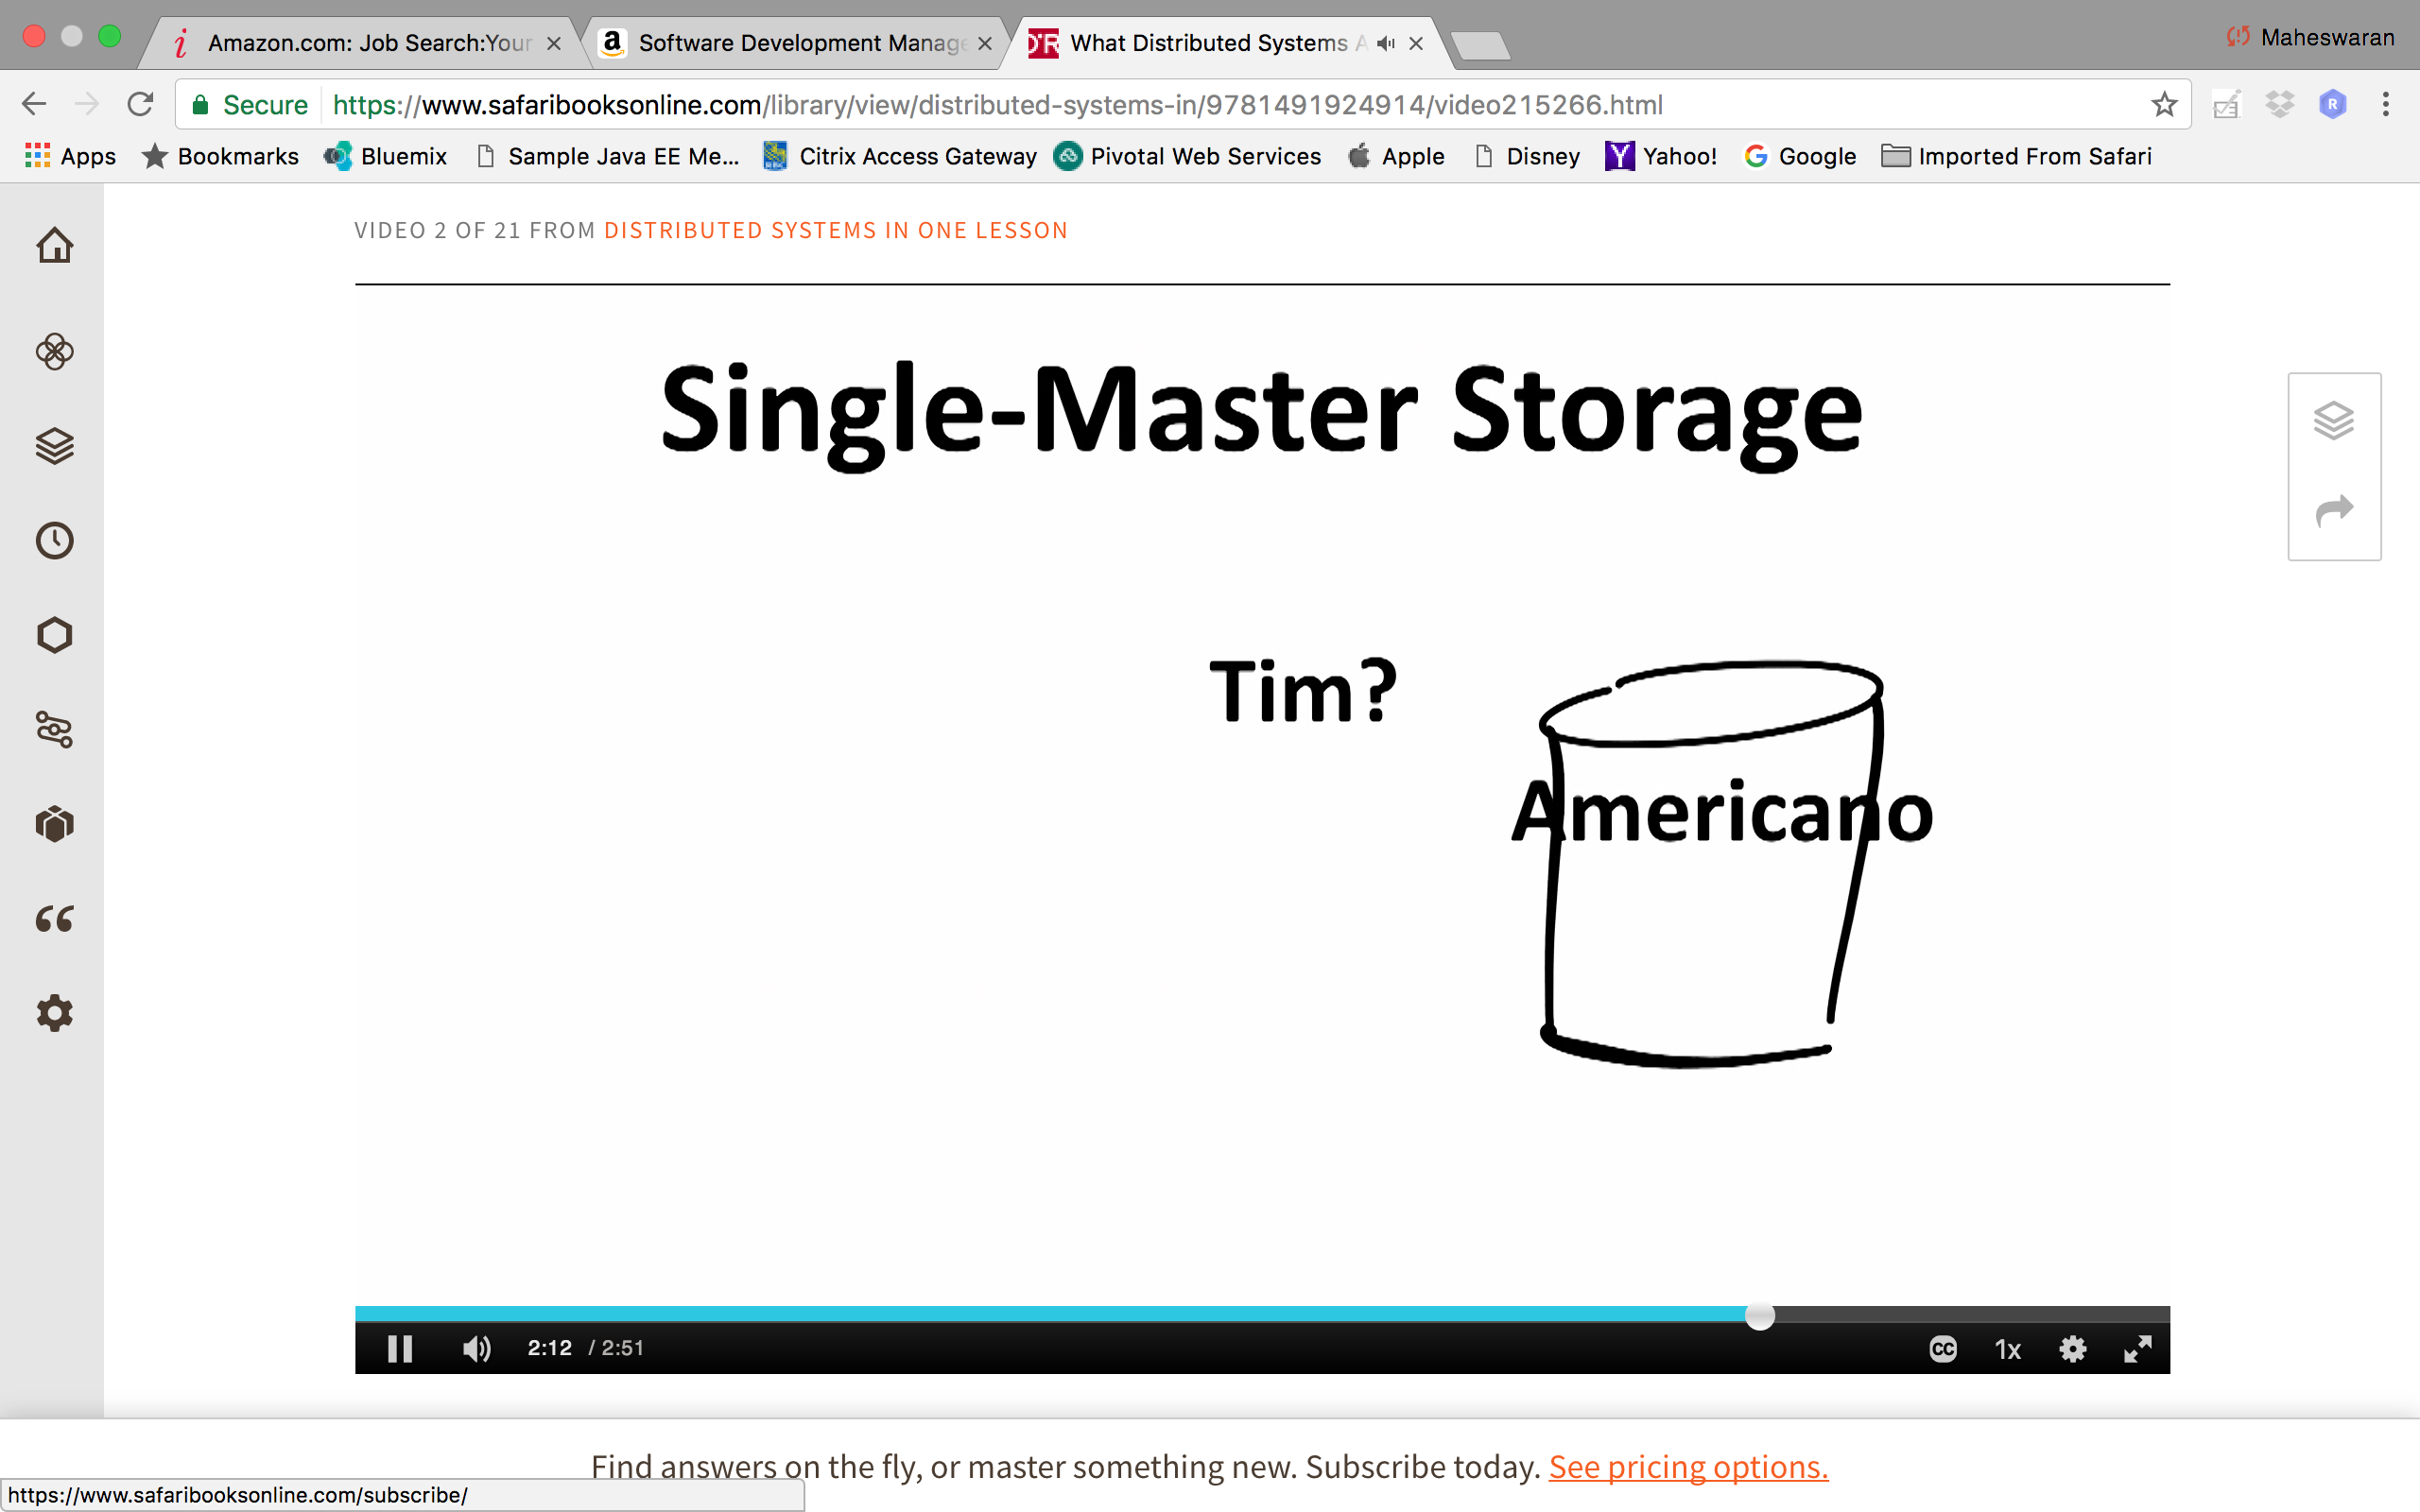 Amazon.com: Job Search:Your
Software Development Manage
What Distributed Systems A
Maheswaran
Secure https://www.safaribooksonline.com/library/view/distributed-systems-in/9781491924914/video215266.html
Apps Bookmarks Bluemix Sample Java EE Me... Citrix Access Gateway Pivotal Web Services Apple Disney Yahoo! Google Imported From Safari
VIDEO 2 OF 21 FROM DISTRIBUTED SYSTEMS IN ONE LESSON
Single-Master Storage
Tim?
Americano
2:12 / 2:51
CC 1x
Find answers on the fly, or master something new. Subscribe today. See pricing options.
https://www.safaribooksonline.com/subscribe/